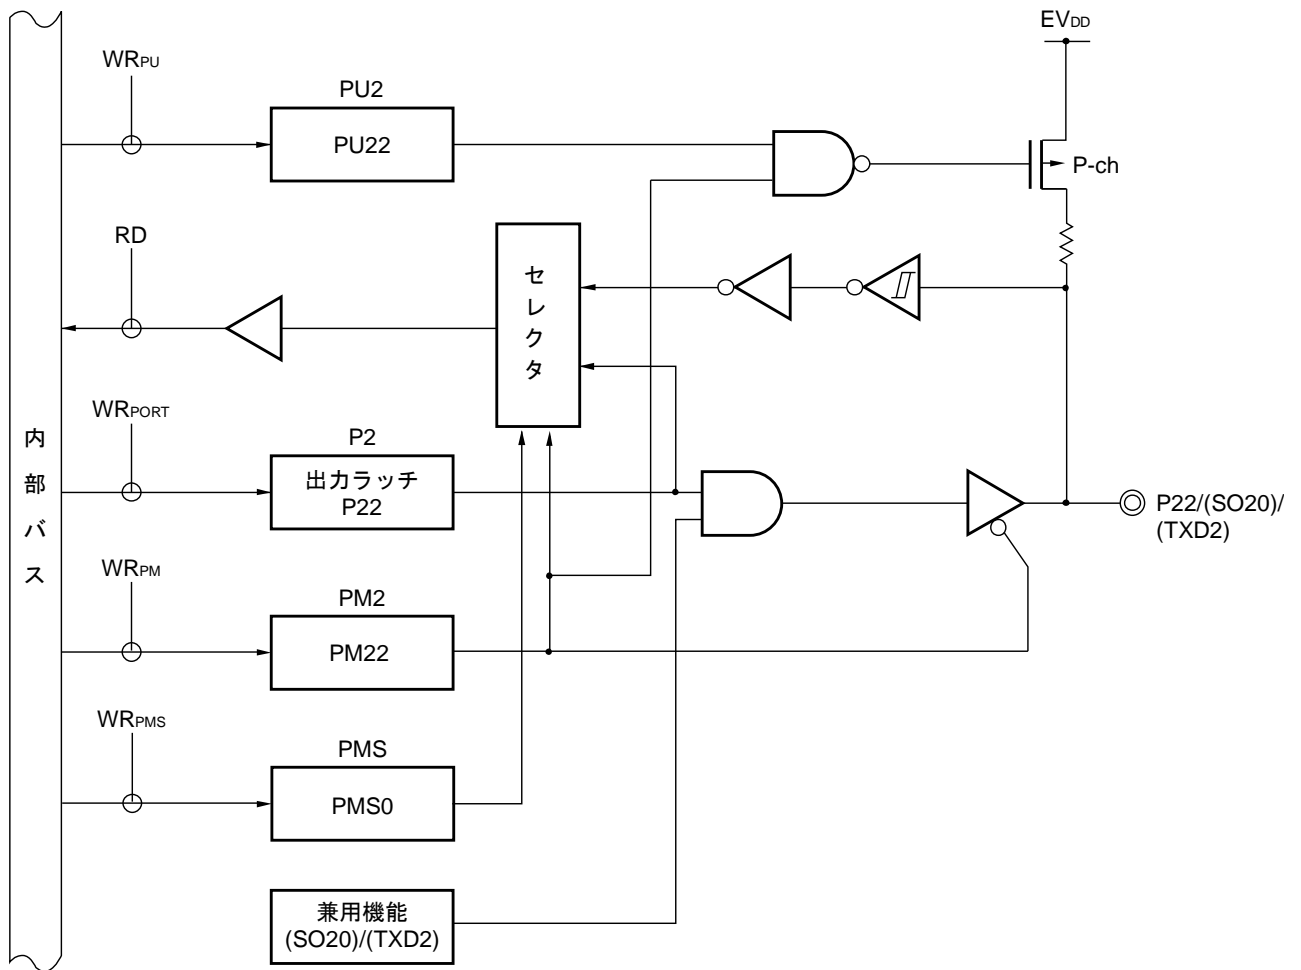 EVDD
WRPU
PU2
PU22
P-ch
RD
セレクタ
WRPORT
P2
出力ラッチ
P22
P22/(SO20)/
(TXD2)
内部バス
WRPM
PM2
PM22
WRPMS
PMS
PMS0
兼用機能
(SO20)/(TXD2)